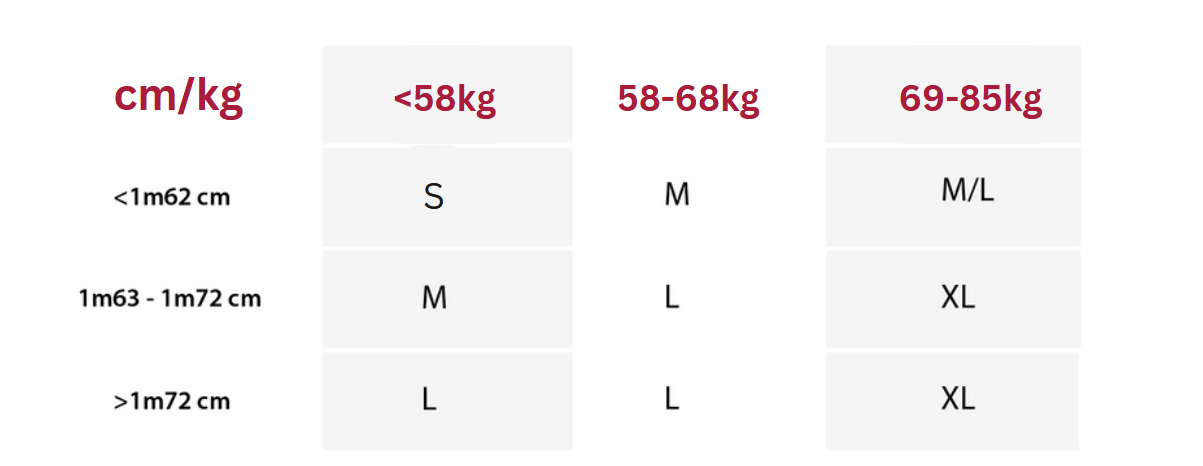 cm/kg <58kg 58-68kg 69-85kg
<1m62 cm S M M/L
1m63 - 1m72 cm M L XL
>1m72 cm L L XL